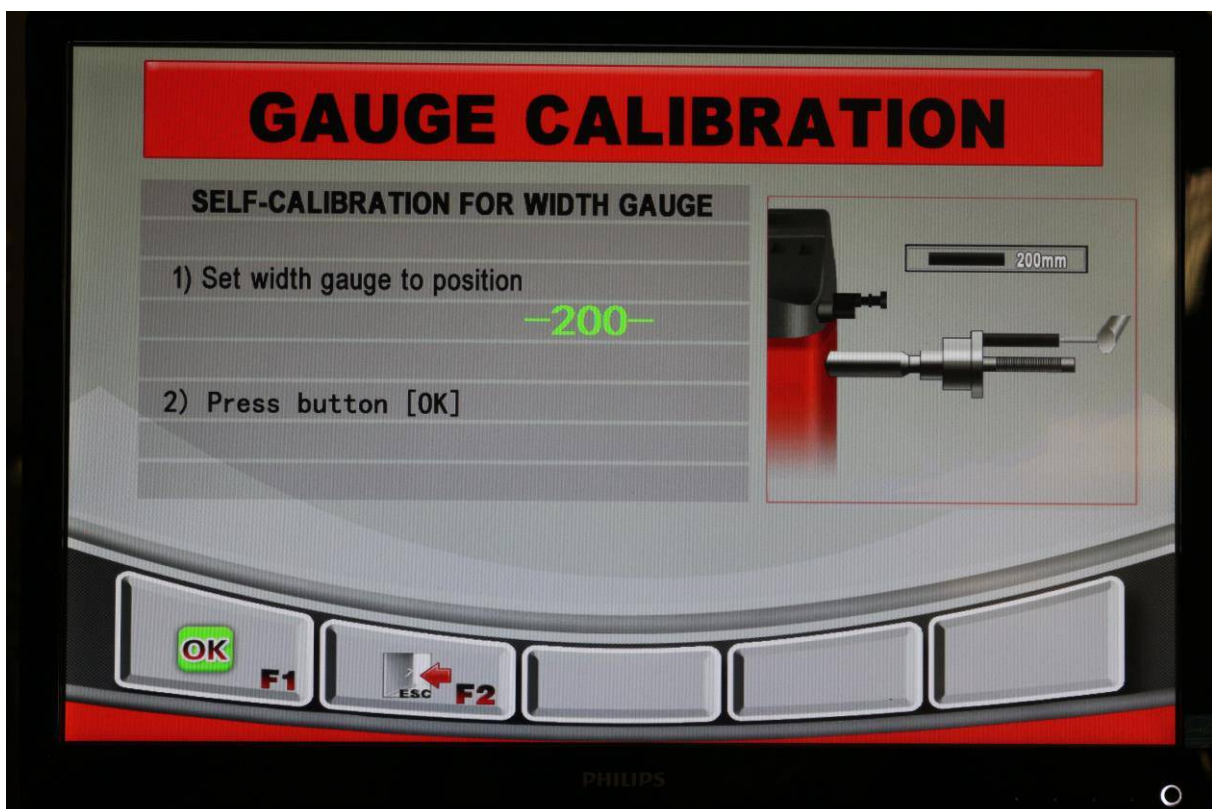 GAUGE CALIBRATION
SELF-CALIBRATION FOR WIDTH GAUGE
1) Set width gauge to position
-200-
2) Press button [OK]
200mm
OK
F1
ESC
F2
PHILIPS